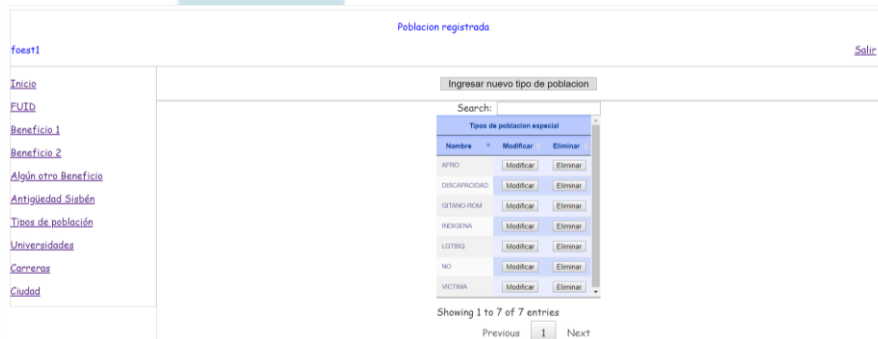 Poblacion registrada
foest1 Salir
Inicio
FUID
Beneficio 1
Beneficio 2
Algún otro Beneficio
Antigüedad Sisbén
Tipos de población
Universidades
Carreras
Ciudad
Ingresar nuevo tipo de poblacion
Search:
Tipos de poblacion especial
Nombre Modificar Eliminar
AFRO Modificar Eliminar
DISCAPACIDAD Modificar Eliminar
GITANO-ROM Modificar Eliminar
INDIGENA Modificar Eliminar
LGTBIQ Modificar Eliminar
NO Modificar Eliminar
VICTIMA Modificar Eliminar
Showing 1 to 7 of 7 entries
Previous 1 Next